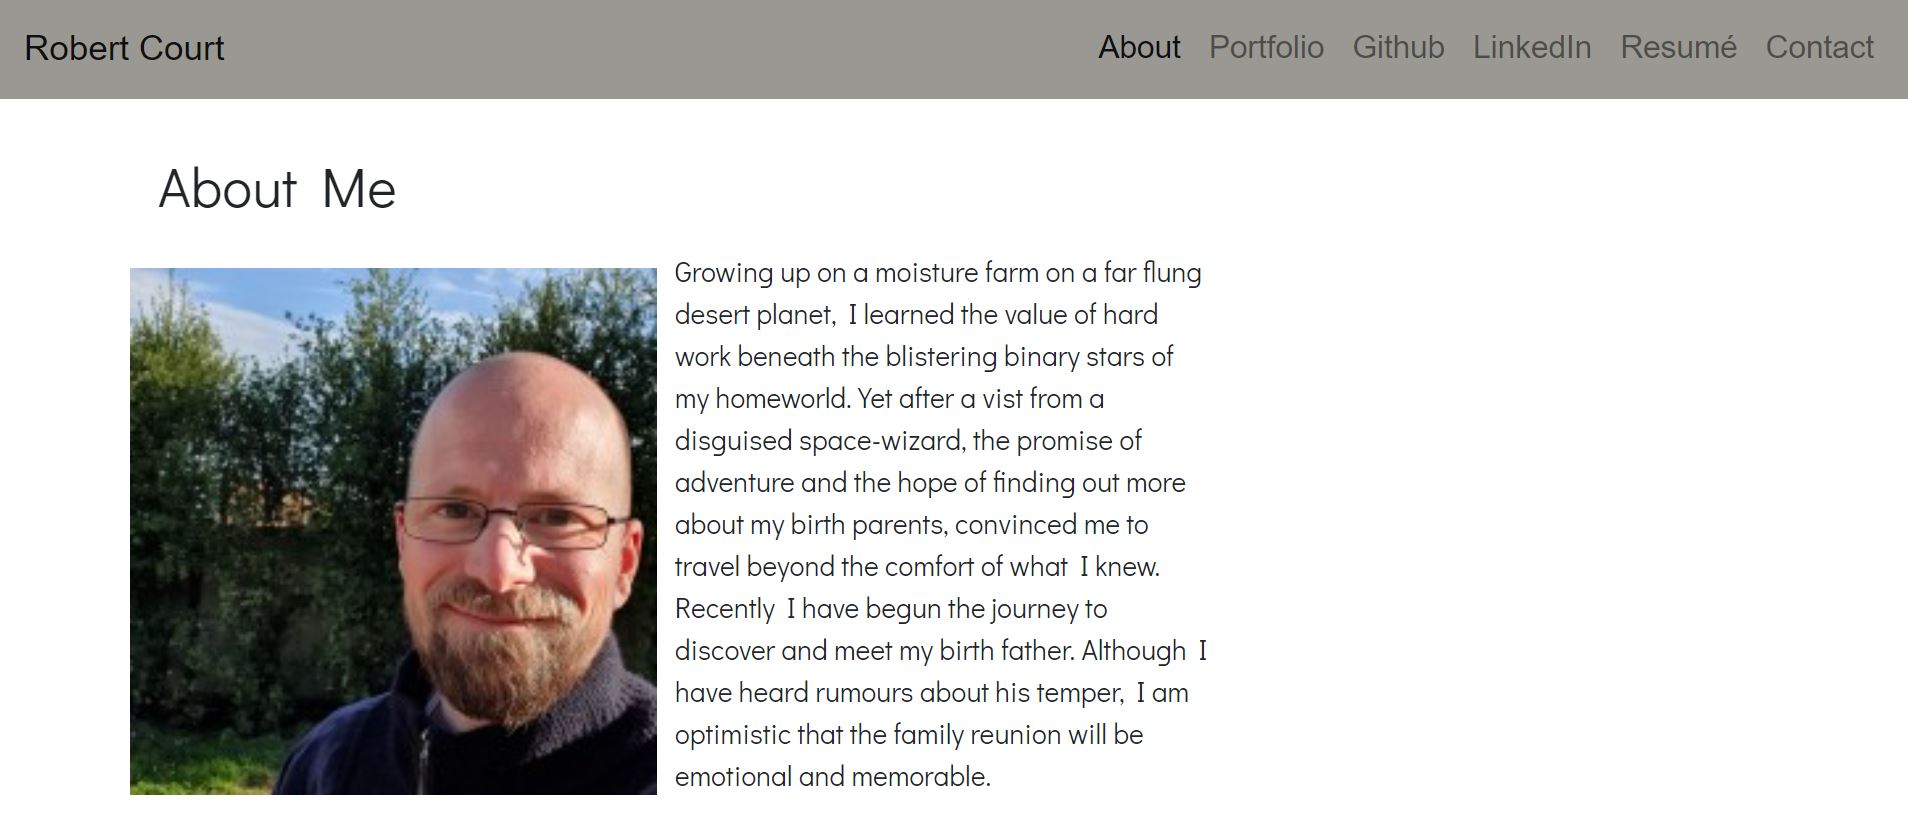 Robert Court
About Portfolio Github LinkedIn Resumé Contact
About Me
Growing up on a moisture farm on a far flung
desert planet, I learned the value of hard
work beneath the blistering binary stars of
my homeworld. Yet after a vist from a
disguised space-wizard, the promise of
adventure and the hope of finding out more
about my birth parents, convinced me to
travel beyond the comfort of what I knew.
Recently I have begun the journey to
discover and meet my birth father. Although I
have heard rumours about his temper, I am
optimistic that the family reunion will be
emotional and memorable.